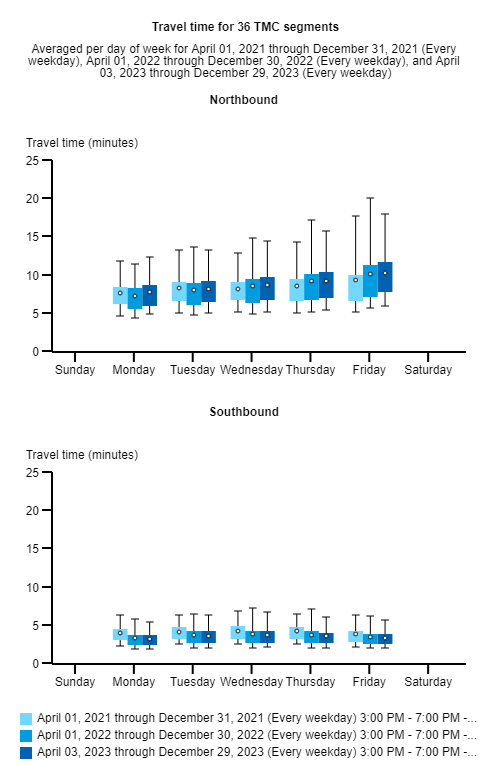 Travel time for 36 TMC segments
Averaged per day of week for April 01, 2021 through December 31, 2021 (Every
weekday), April 01, 2022 through December 30, 2022 (Every weekday), and April
03, 2023 through December 29, 2023 (Every weekday)
Northbound
Travel time (minutes)
25
20
15
10
5
0
Sunday Monday Tuesday Wednesday Thursday Friday Saturday
Southbound
Travel time (minutes)
25
20
15
10
5
0
Sunday Monday Tuesday Wednesday Thursday Friday Saturday
April 01, 2021 through December 31, 2021 (Every weekday) 3:00 PM - 7:00 PM -...
April 01, 2022 through December 30, 2022 (Every weekday) 3:00 PM - 7:00 PM -...
April 03, 2023 through December 29, 2023 (Every weekday) 3:00 PM - 7:00 PM -...